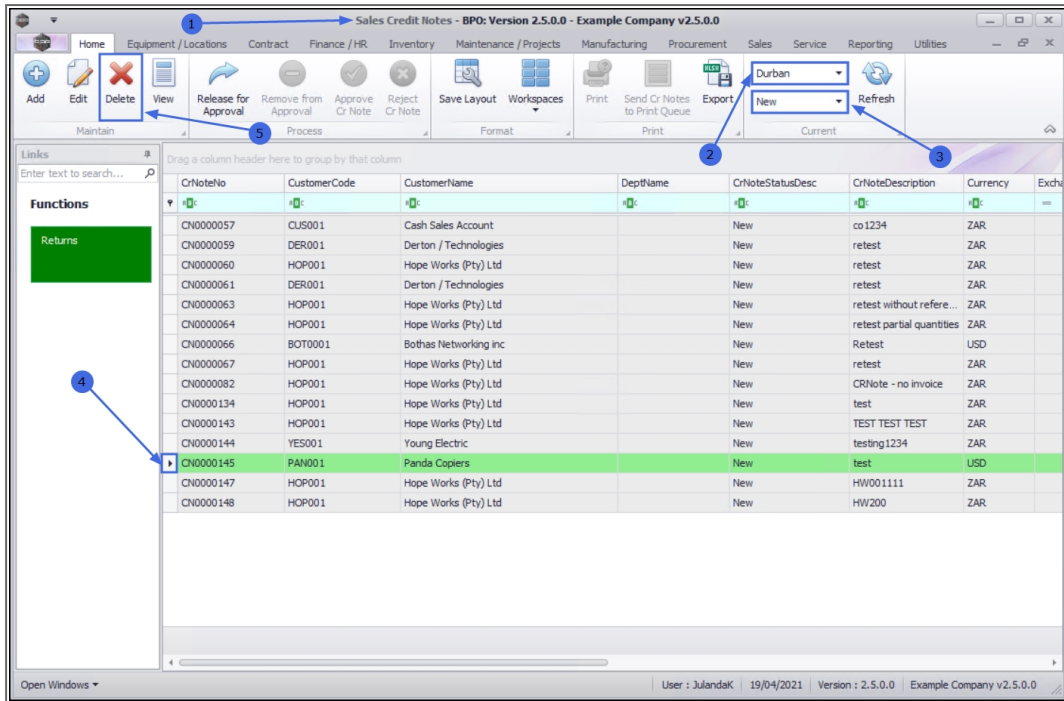 1
Sales Credit Notes - BPO: Version 2.5.0.0 - Example Company v2.5.0.0
Home Equipment / Locations Contract Finance / HR Inventory Maintenance / Projects Manufacturing Procurement Sales Service Reporting Utilities
Add Edit Delete View Release for Approval Remove from Approval Approve Cr Note Reject Cr Note Save Layout Workspaces Print Send Cr Notes to Print Queue XLSX Export Durban New Refresh
Maintain 5 Process Format Print 2 Current 3
Links
Drag a column header here to group by that column
Enter text to search...
CrNoteNo CustomerCode CustomerName DeptName CrNoteStatusDesc CrNoteDescription Currency Excha
Functions
Returns
CN0000057 CUS001 Cash Sales Account New co1234 ZAR
CN0000059 DER001 Derton / Technologies New retest ZAR
CN0000060 HOP001 Hope Works (Pty) Ltd New retest ZAR
CN0000061 DER001 Derton / Technologies New retest ZAR
CN0000063 HOP001 Hope Works (Pty) Ltd New retest without refere... ZAR
CN0000064 HOP001 Hope Works (Pty) Ltd New retest partial quantities ZAR
CN0000066 BOT0001 Bothas Networking inc New Retest USD
CN0000067 HOP001 Hope Works (Pty) Ltd New retest ZAR
4
CN0000082 HOP001 Hope Works (Pty) Ltd New CRNote - no invoice ZAR
CN0000134 HOP001 Hope Works (Pty) Ltd New test ZAR
CN0000143 HOP001 Hope Works (Pty) Ltd New TEST TEST TEST ZAR
CN0000144 YES001 Young Electric New testing1234 ZAR
CN0000145 PAN001 Panda Copiers New test USD
CN0000147 HOP001 Hope Works (Pty) Ltd New HW001111 ZAR
CN0000148 HOP001 Hope Works (Pty) Ltd New HW200 ZAR
Open Windows User : JulandaK 19/04/2021 Version : 2.5.0.0 Example Company v2.5.0.0